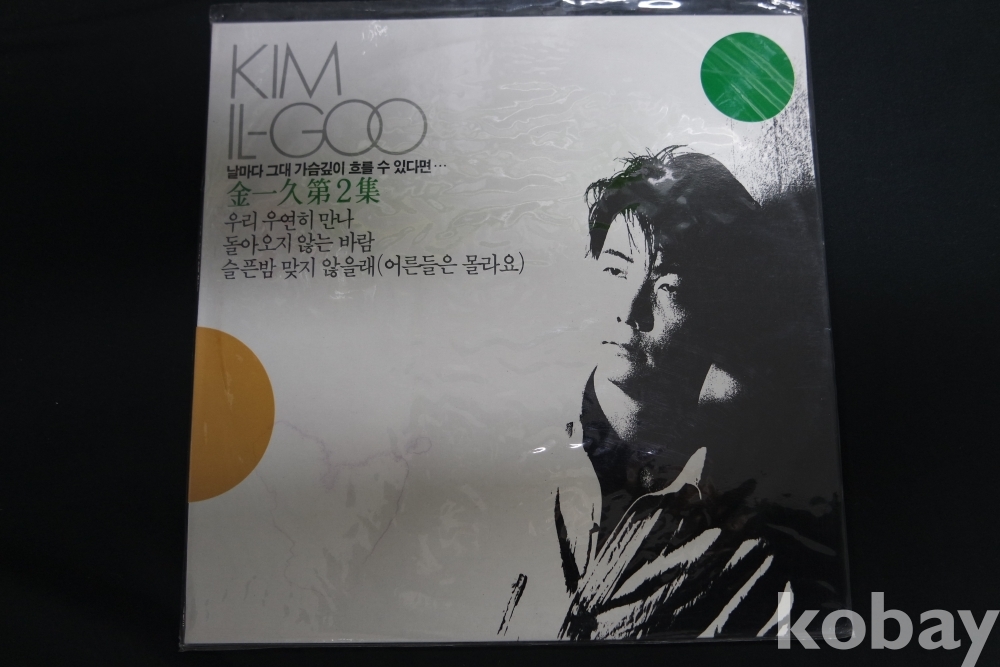 KIM
IL-GOO
날마다 그대 가슴깊이 흐를 수 있다면…
金一久第2集
우리 우연히 만나
돌아오지 않는 바람
슬픈밤 맞지 않을래(어른들은 몰라요)
kobay